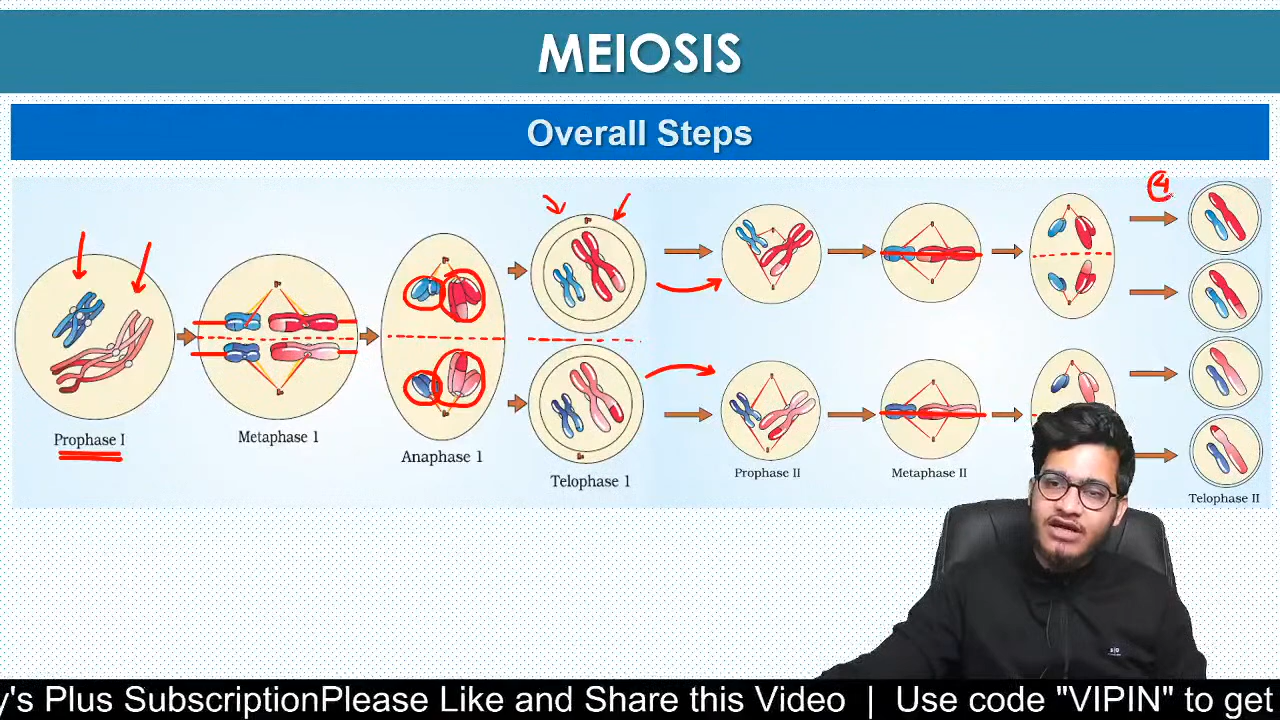 MEIOSIS
Overall Steps
4
Prophase I
Metaphase 1
Anaphase 1
Telophase 1
Prophase II
Metaphase II
Telophase II
y's Plus SubscriptionPlease Like and Share this Video | Use code "VIPIN" to get